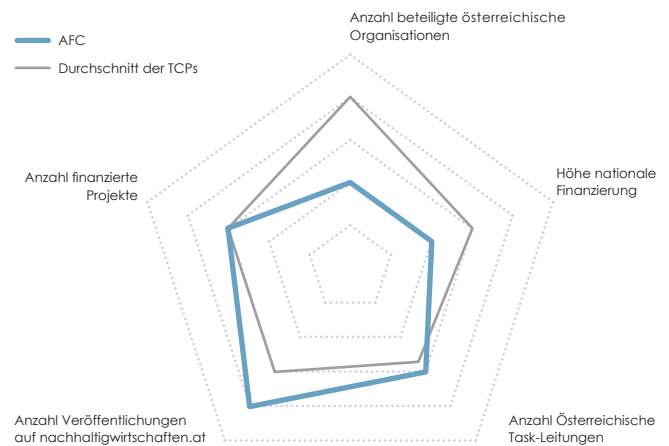 Anzahl beteiligte österreichische
Organisationen
AFC
Durchschnitt der TCPs
Anzahl finanzierte
Projekte
Höhe nationale
Finanzierung
Anzahl Veröffentlichungen
auf nachhaltigwirtschaften.at
Anzahl Österreichische
Task-Leitungen